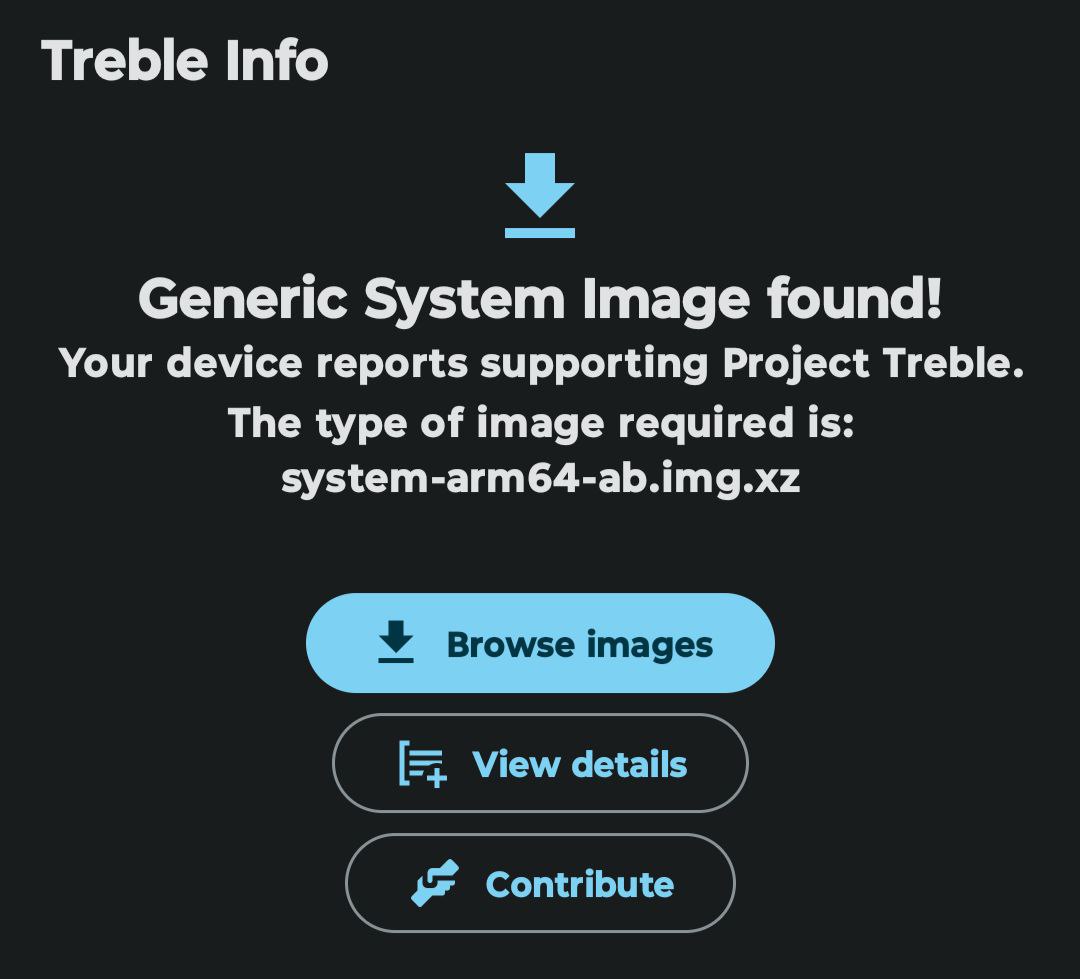 Treble Info
Generic System Image found!
Your device reports supporting Project Treble.
The type of image required is:
system-arm64-ab.img.xz
Browse images
View details
Contribute